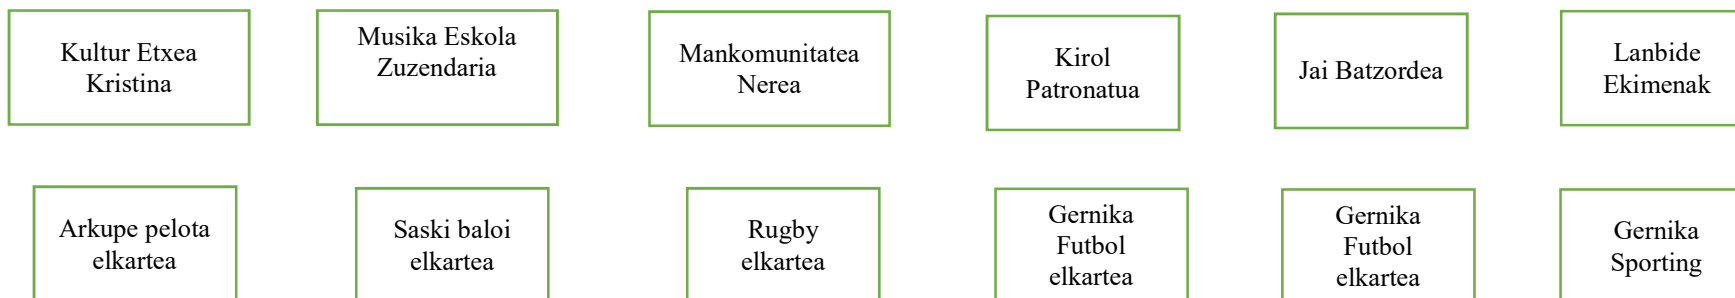 Kultur Etxea
Kristina
Musika Eskola
Zuzendaria
Mankomunitatea
Nerea
Kirol
Patronatua
Jai Batzordea
Lanbide
Ekimenak
Arkupe pelota
elkartea
Saski baloi
elkartea
Rugby
elkartea
Gernika
Futbol
elkartea
Gernika
Futbol
elkartea
Gernika
Sporting